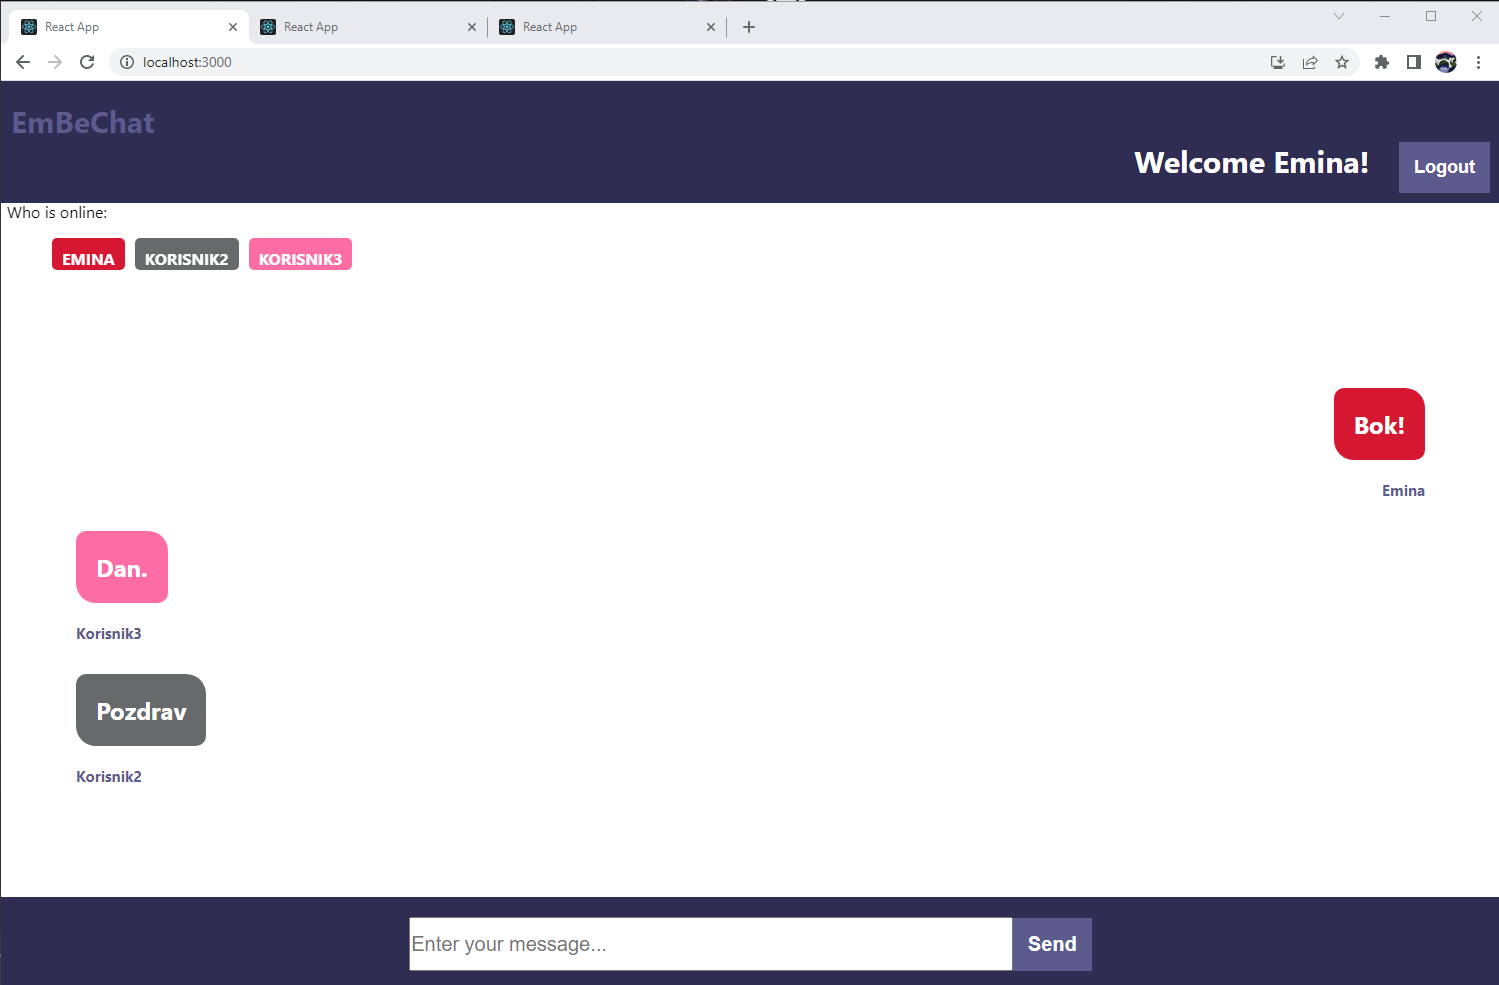 React App
React App
React App
localhost:3000
EmBeChat
Welcome Emina!
Logout
Who is online:
EMINA KORISNIK2 KORISNIK3
Bok!
Emina
Dan.
Korisnik3
Pozdrav
Korisnik2
Enter your message...
Send